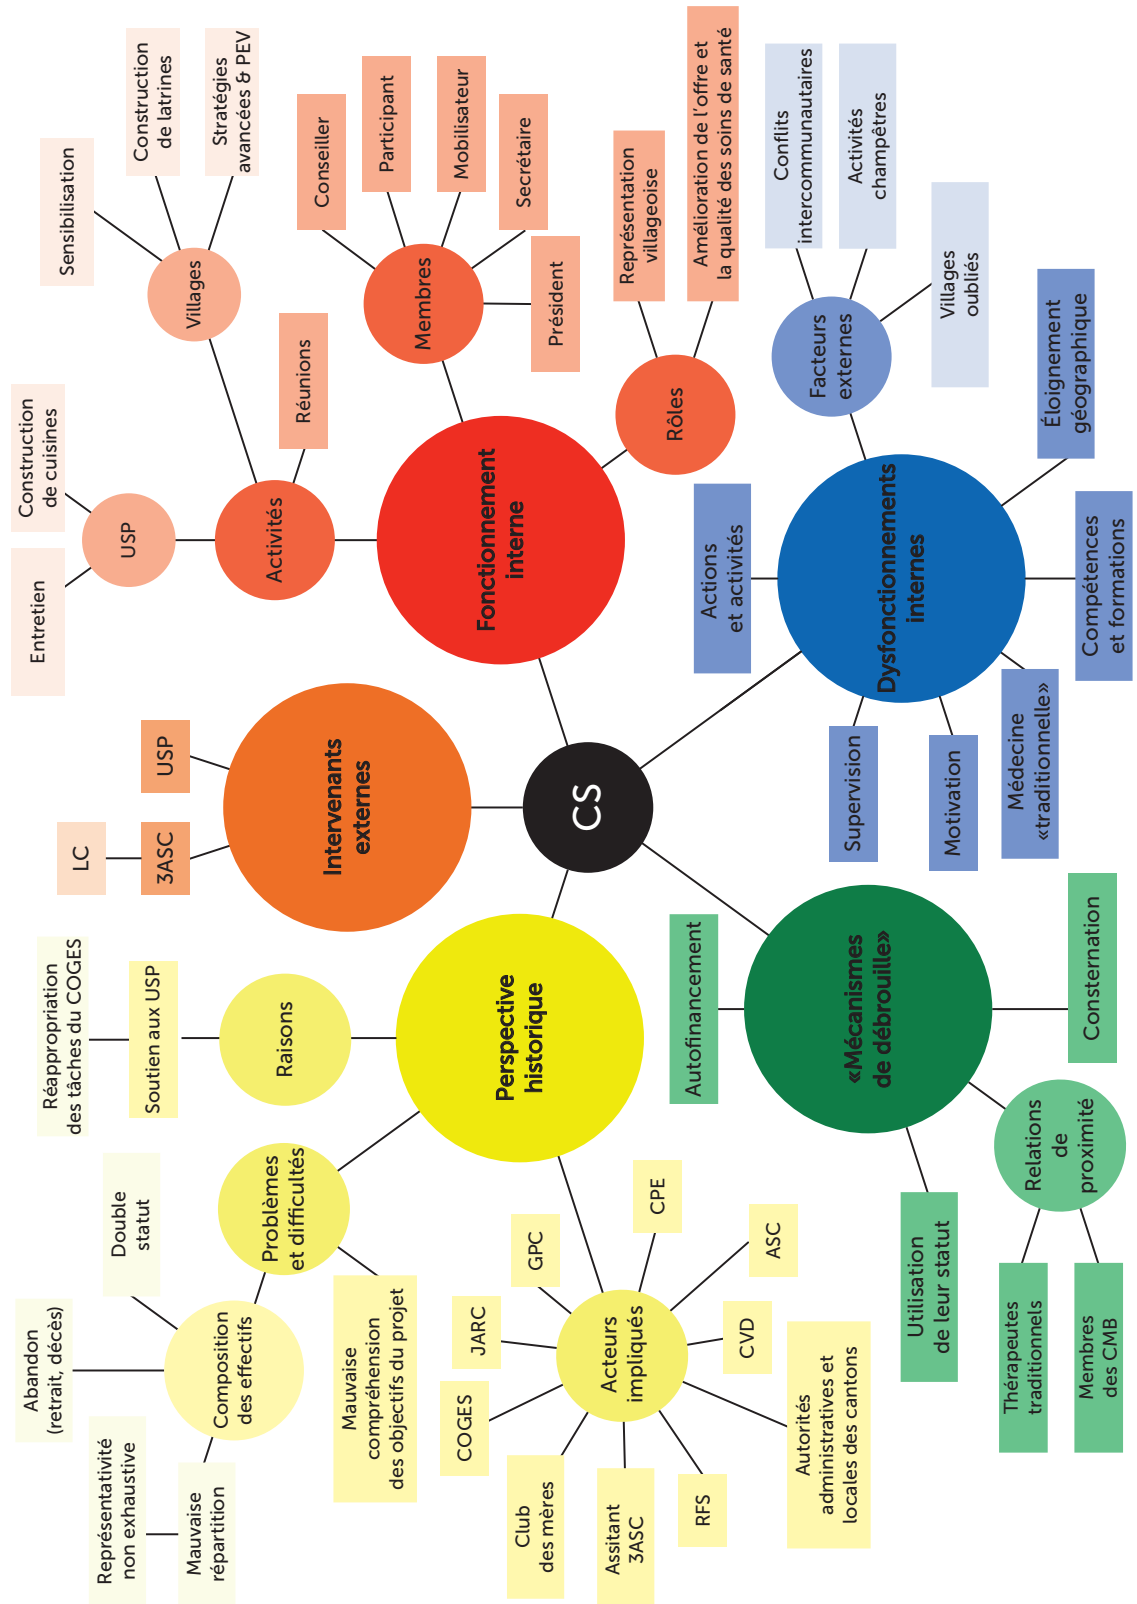 Abandon
(retrait, décès)
Double
statut
Représentativité
non exhaustive
Mauvaise
répartition
Composition
des effectifs
Problèmes
et difficultés
Mauvaise
compréhension
des objectifs du projet
Réappropriation
des tâches du COGES
Soutien aux USP
Raisons
Perspective
historique
Acteurs
impliqués
COGES
JARC
GPC
CPE
ASC
CVD
Autorités
administratives et
locales des cantons
RFS
Assitant
3ASC
Club
des mères
LC
3ASC
USP
Intervenants
externes
CS
Entretien
Construction
de cuisines
USP
Activités
Réunions
Villages
Sensibilisation
Construction
de latrines
Stratégies
avancées & PEV
Fonctionnement
interne
Membres
Conseiller
Participant
Mobilisateur
Secrétaire
Président
Rôles
Représentation
villageoise
Amélioration de l’offre et
la qualité des soins de santé
«Mécanismes
de débrouille»
Autofinancement
Utilisation
de leur statut
Relations
de
proximité
Thérapeutes
traditionnels
Membres
des CMB
Consternation
Dysfonctionnements
internes
Actions
et activités
Supervision
Motivation
Médecine
«traditionnelle»
Compétences
et formations
Éloignement
géographique
Facteurs
externes
Conflits
intercommunautaires
Activités
champêtres
Villages
oubliés